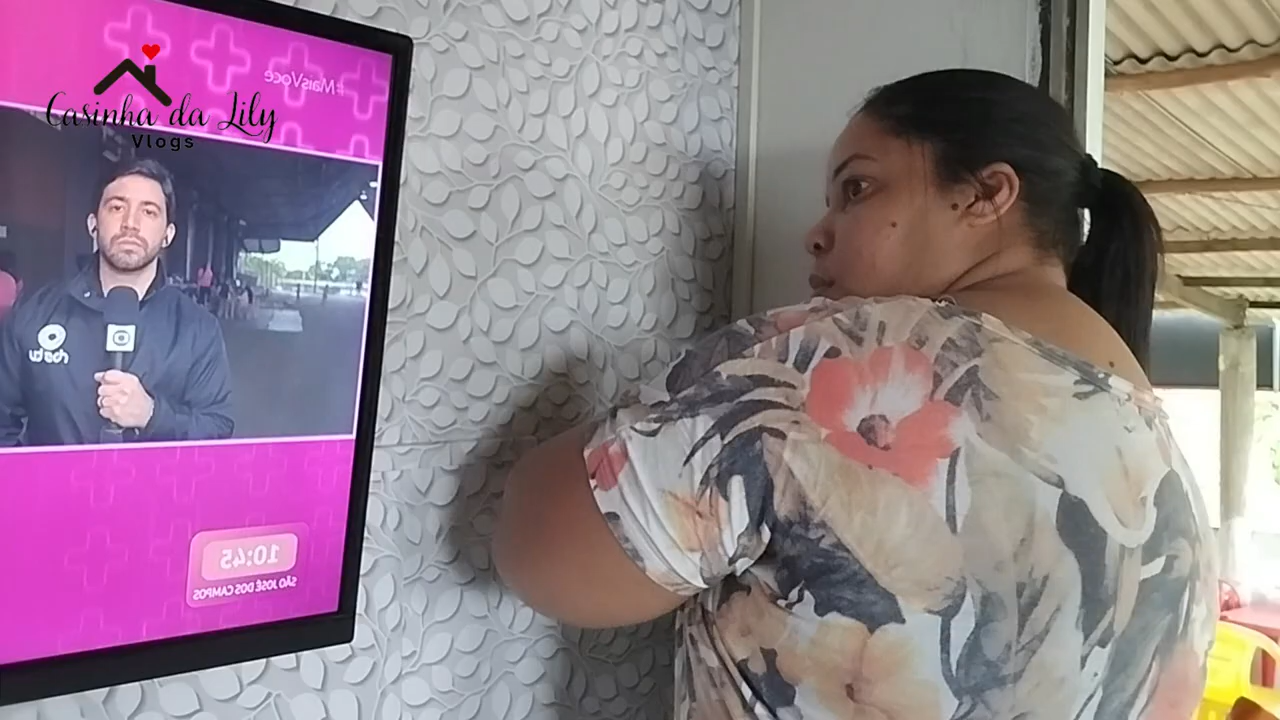 #MaisVoce
Casinha da Lily
Vlogs
10:45
SÃO JOSÉ DOS CAMPOS